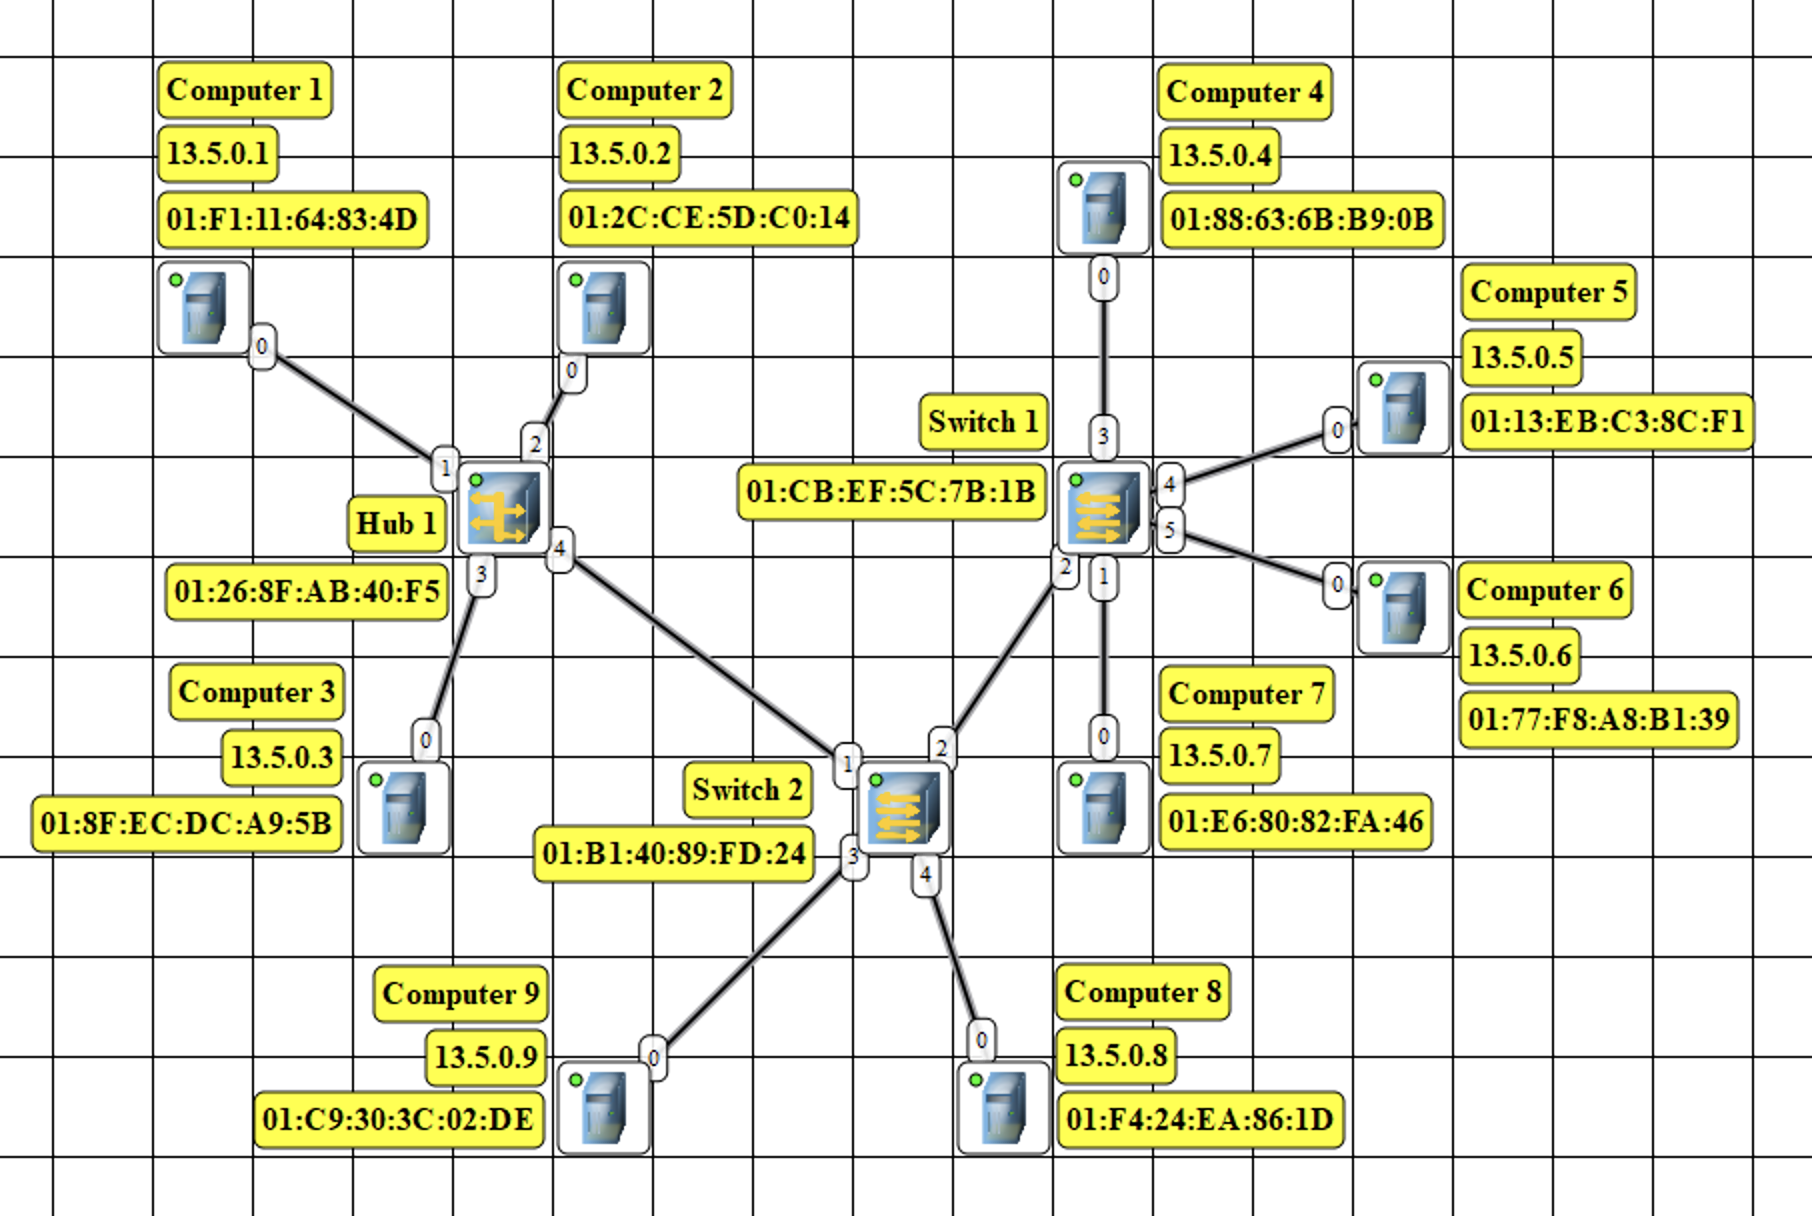 Computer 1
13.5.0.1
01:F1:11:64:83:4D
0
Computer 2
13.5.0.2
01:2C:CE:5D:C0:14
0
Computer 4
13.5.0.4
01:88:63:6B:B9:0B
0
Computer 5
13.5.0.5
01:13:EB:C3:8C:F1
0
Switch 1
01:CB:EF:5C:7B:1B
3
4
5
2
1
1
2
Hub 1
4
3
01:26:8F:AB:40:F5
0
Computer 6
13.5.0.6
01:77:F8:A8:B1:39
Computer 3
13.5.0.3
01:8F:EC:DC:A9:5B
0
Computer 7
13.5.0.7
01:E6:80:82:FA:46
0
Switch 2
01:B1:40:89:FD:24
1
2
3
4
Computer 9
13.5.0.9
01:C9:30:3C:02:DE
0
Computer 8
13.5.0.8
01:F4:24:EA:86:1D
0